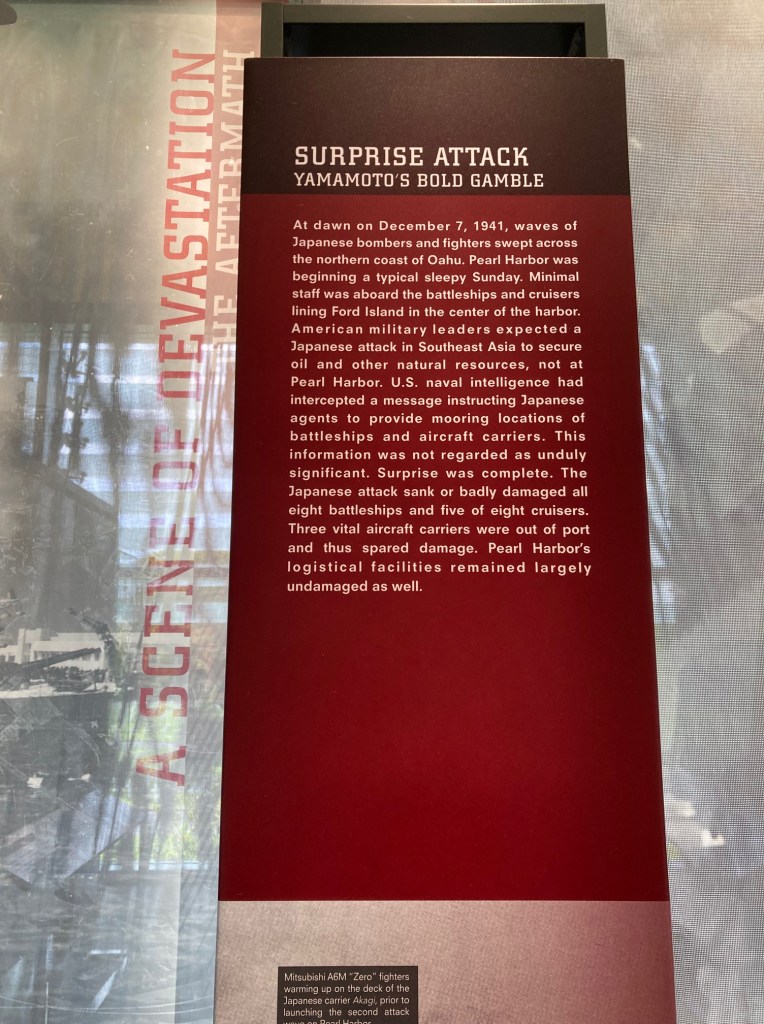 SURPRISE ATTACK
YAMAMOTO'S BOLD GAMBLE
At dawn on December 7, 1941, waves of
Japanese bombers and fighters swept across
the northern coast of Oahu. Pearl Harbor was
beginning a typical sleepy Sunday. Minimal
staff was aboard the battleships and cruisers
lining Ford Island in the center of the harbor.
American military leaders expected a
Japanese attack in Southeast Asia to secure
oil and other natural resources, not at
Pearl Harbor. U.S. naval intelligence had
intercepted a message instructing Japanese
agents to provide mooring locations of
battleships and aircraft carriers. This
information was not regarded as unduly
significant. Surprise was complete. The
Japanese attack sank or badly damaged all
eight battleships and five of eight cruisers.
Three vital aircraft carriers were out of port
and thus spared damage. Pearl Harbor's
logistical facilities remained largely
undamaged as well.
A SCENE OF DEVASTATION
THE AFTERMATH
Mitsubishi A6M "Zero" fighters
warming up on the deck of the
Japanese carrier Akagi, prior to
launching the second attack
wave on Pearl Harbor.